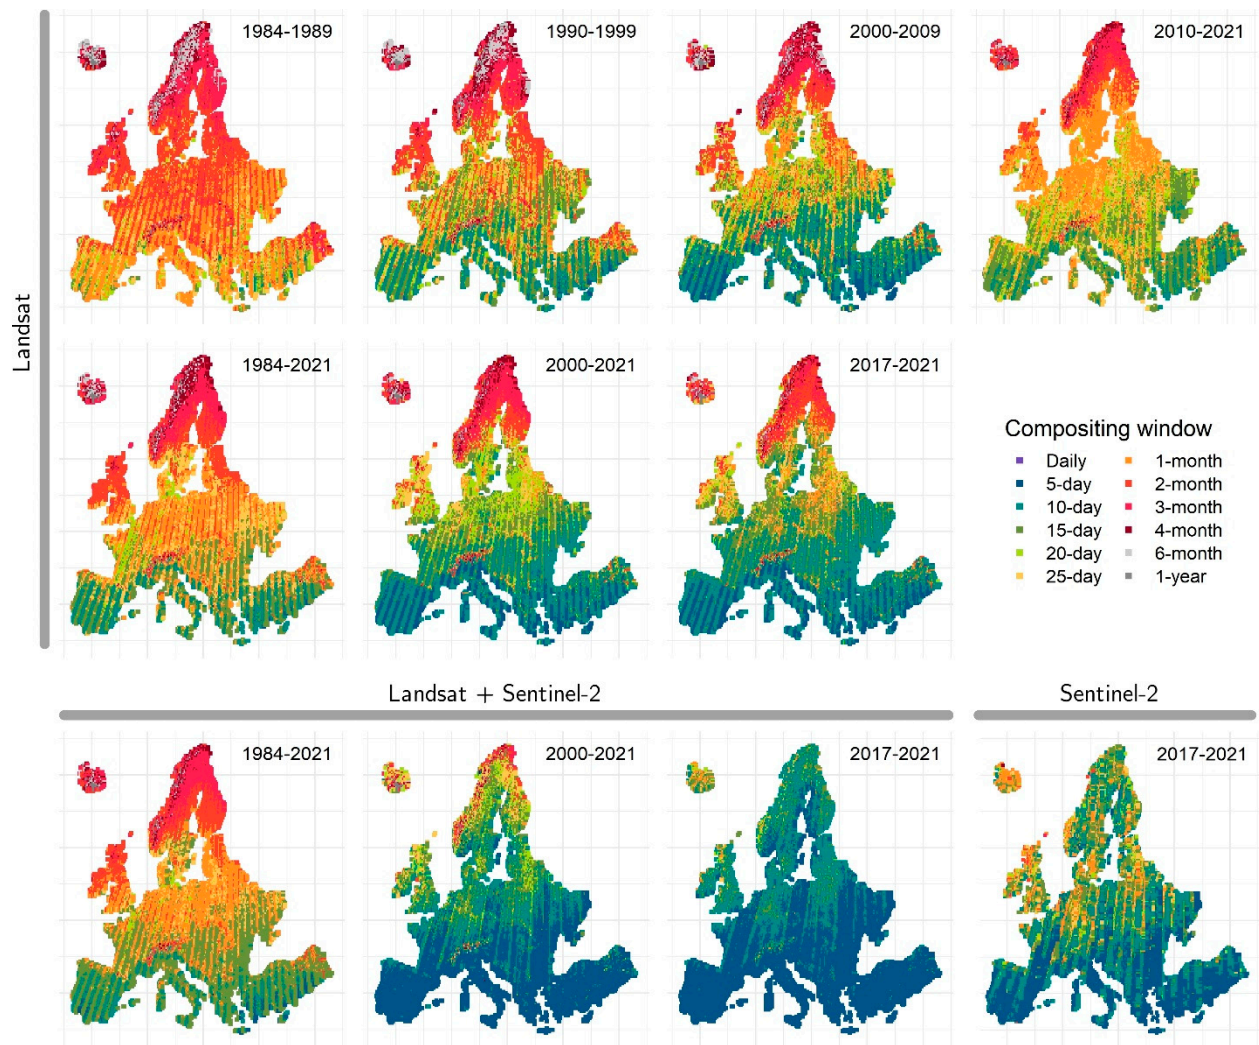 1984-1989
1990-1999
2000-2009
2010-2021
Landsat
1984-2021
2000-2021
2017-2021
Compositing window
Daily
5-day
10-day
15-day
20-day
25-day
1-month
2-month
3-month
4-month
6-month
1-year
Landsat + Sentinel-2
Sentinel-2
1984-2021
2000-2021
2017-2021
2017-2021